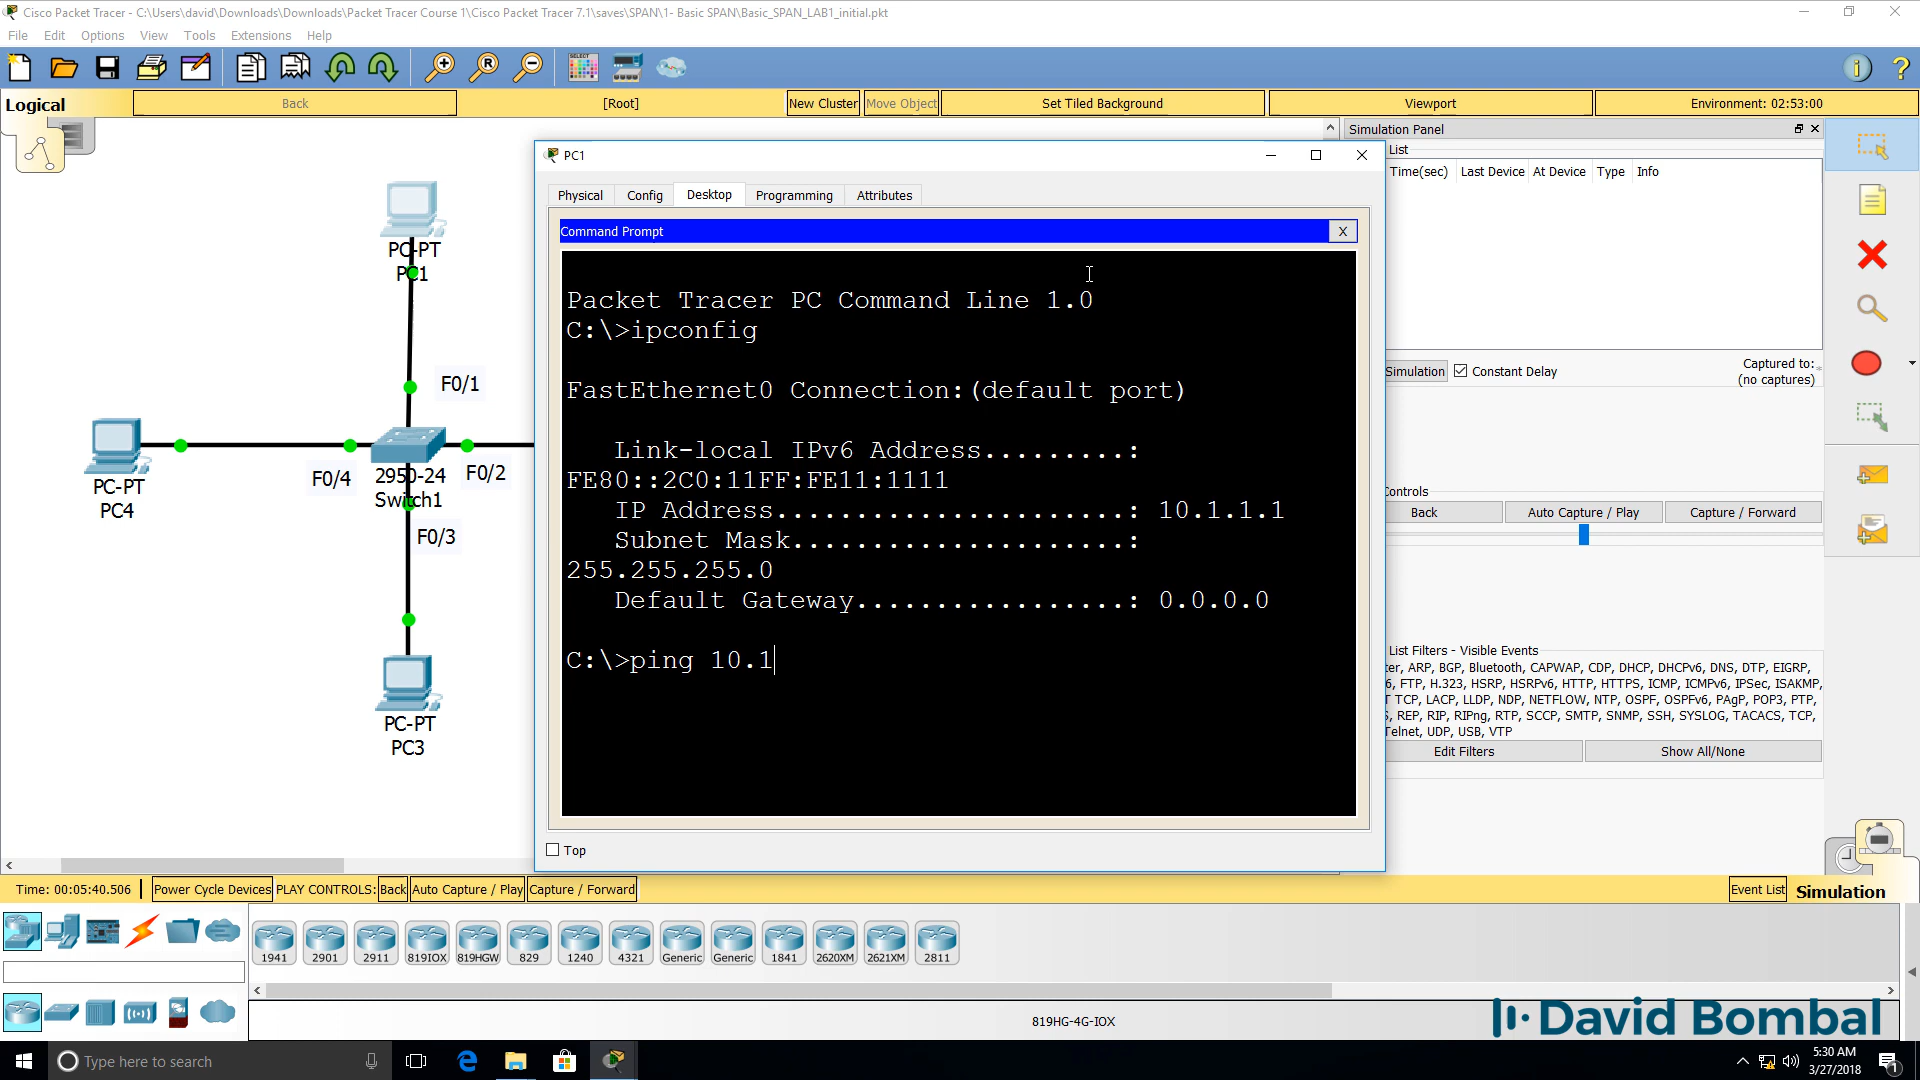 Cisco Packet Tracer - C:\Users\david\Downloads\Downloads\Packet Tracer Course 1\Cisco Packet Tracer 7.1\saves\SPAN\1- Basic SPAN\Basic_SPAN_LAB1_initial.pkt
File Edit Options View Tools Extensions Help
Logical Back [Root] New Cluster Move Object Set Tiled Background Viewport Environment: 02:53:00
Simulation Panel
List
Time(sec) Last Device At Device Type Info
PC1
Physical Config Desktop Programming Attributes
Command Prompt X
Packet Tracer PC Command Line 1.0
C:\>ipconfig
FastEthernet0 Connection:(default port)
Link-local IPv6 Address.........:
FE80::2C0:11FF:FE11:1111
IP Address......................: 10.1.1.1
Subnet Mask.....................:
255.255.255.0
Default Gateway.................: 0.0.0.0
C:\>ping 10.1
Top
PC-PT
PC1
F0/1
F0/4
2950-24
Switch1
F0/2
PC-PT
PC4
F0/3
PC-PT
PC3
Simulation Constant Delay Captured to:
(no captures)
Controls
Back Auto Capture / Play Capture / Forward
List Filters - Visible Events
ter, ARP, BGP, Bluetooth, CAPWAP, CDP, DHCP, DHCPv6, DNS, DTP, EIGRP,
6, FTP, H.323, HSRP, HSRPv6, HTTP, HTTPS, ICMP, ICMPv6, IPSec, ISAKMP,
T TCP, LACP, LLDP, NDP, NETFLOW, NTP, OSPF, OSPFv6, PAgP, POP3, PTP,
S, REP, RIP, RIPng, RTP, SCCP, SMTP, SNMP, SSH, SYSLOG, TACACS, TCP,
Telnet, UDP, USB, VTP
Edit Filters Show All/None
Time: 00:05:40.506 Power Cycle Devices PLAY CONTROLS: Back Auto Capture / Play Capture / Forward Event List Simulation
1941 2901 2911 819IOX 819HGW 829 1240 4321 Generic Generic 1841 2620XM 2621XM 2811
819HG-4G-IOX
David Bombal
Type here to search
5:30 AM
3/27/2018
1